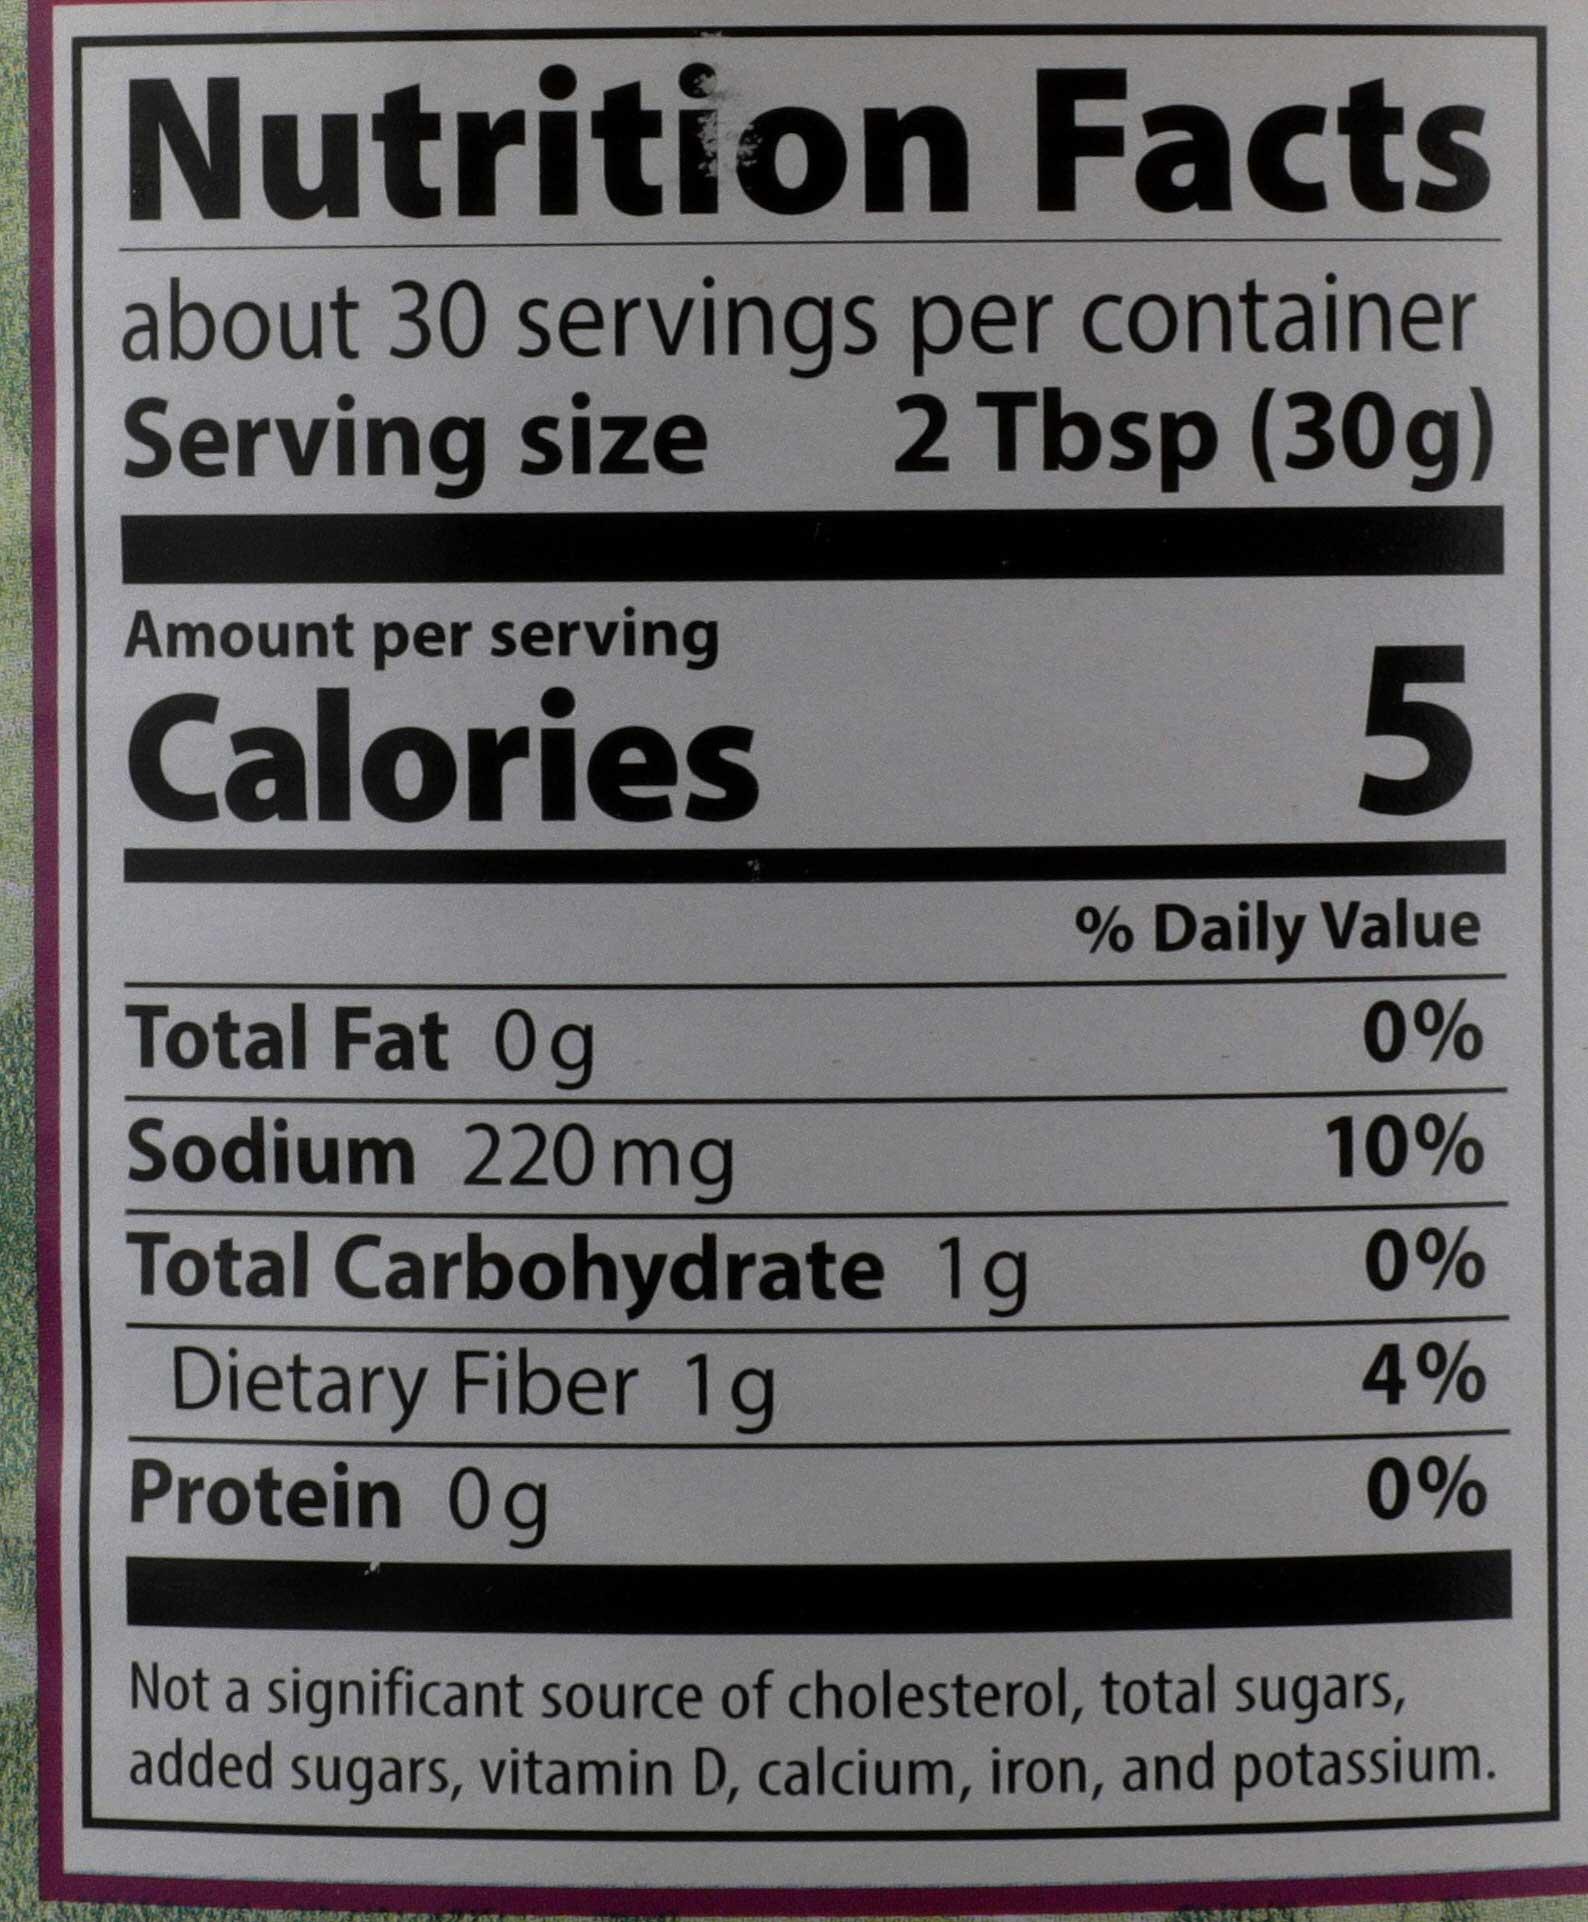 Nutrition Facts
about 30 servings per container
Serving size 2 Tbsp (30g)
Amount per serving
Calories 5
% Daily Value
Total Fat 0g 0%
Sodium 220mg 10%
Total Carbohydrate 1g 0%
Dietary Fiber 1g 4%
Protein 0g 0%
Not a significant source of cholesterol, total sugars,
added sugars, vitamin D, calcium, iron, and potassium.